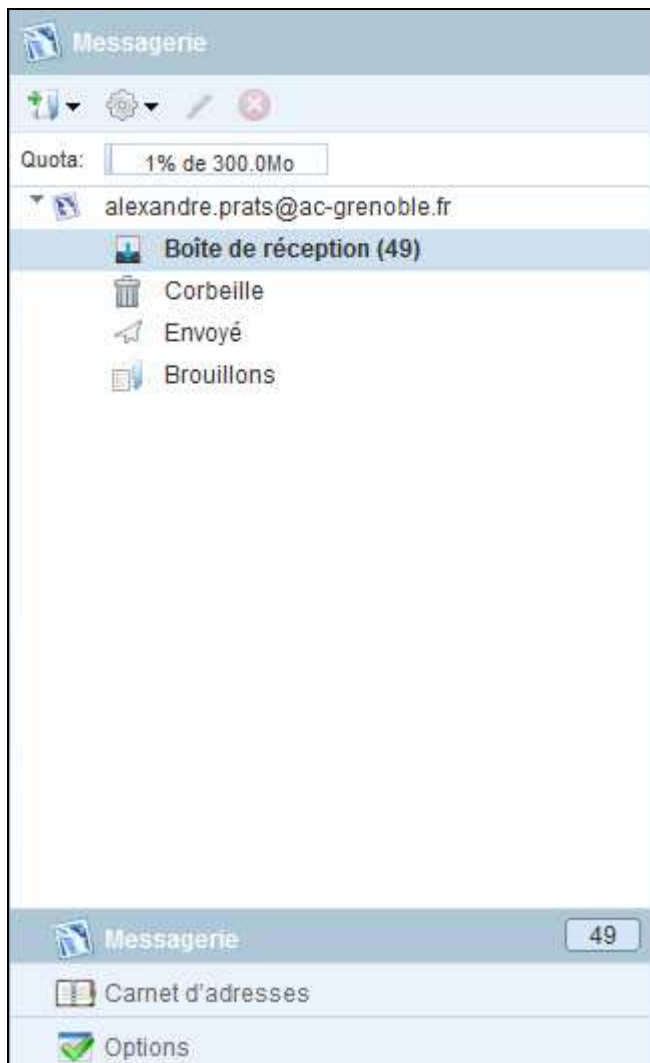 Messagerie
Quota: 1% de 300.0Mo
alexandre.prats@ac-grenoble.fr
Boîte de réception (49)
Corbeille
Envoyé
Brouillons
Messagerie 49
Carnet d'adresses
Options